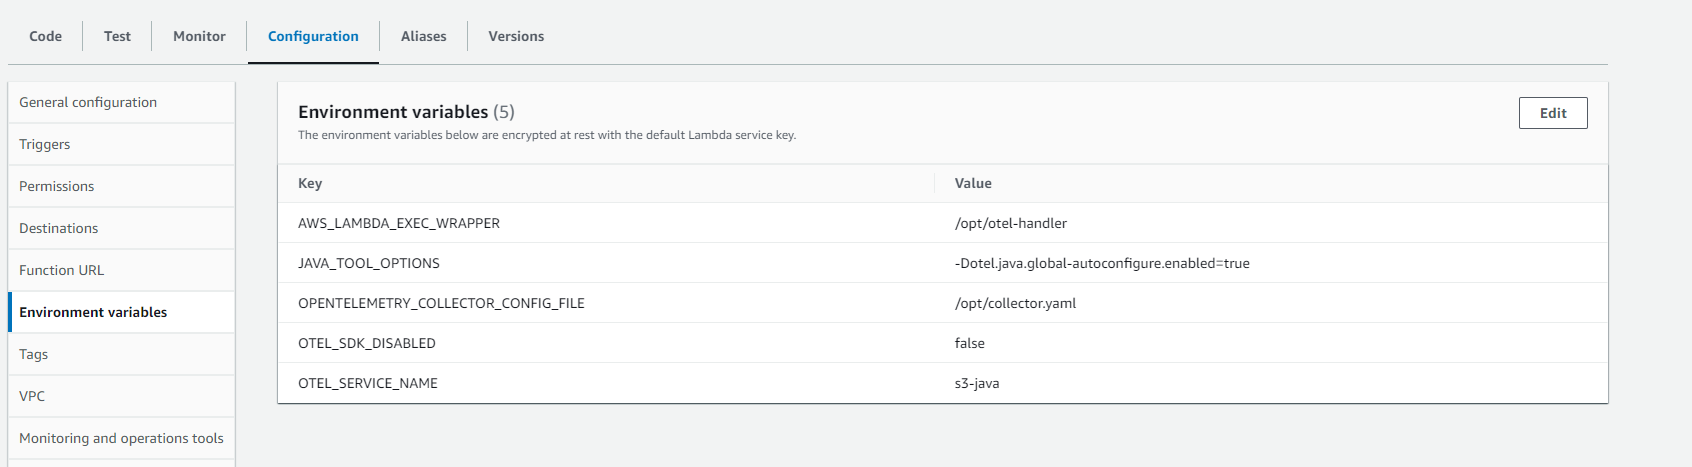 Code
Test
Monitor
Configuration
Aliases
Versions
General configuration
Triggers
Permissions
Destinations
Function URL
Environment variables
Tags
VPC
Monitoring and operations tools
Environment variables (5)
The environment variables below are encrypted at rest with the default Lambda service key.
Edit
Key Value
AWS_LAMBDA_EXEC_WRAPPER /opt/otel-handler
JAVA_TOOL_OPTIONS -Dotel.java.global-autoconfigure.enabled=true
OPENTELEMETRY_COLLECTOR_CONFIG_FILE /opt/collector.yaml
OTEL_SDK_DISABLED false
OTEL_SERVICE_NAME s3-java